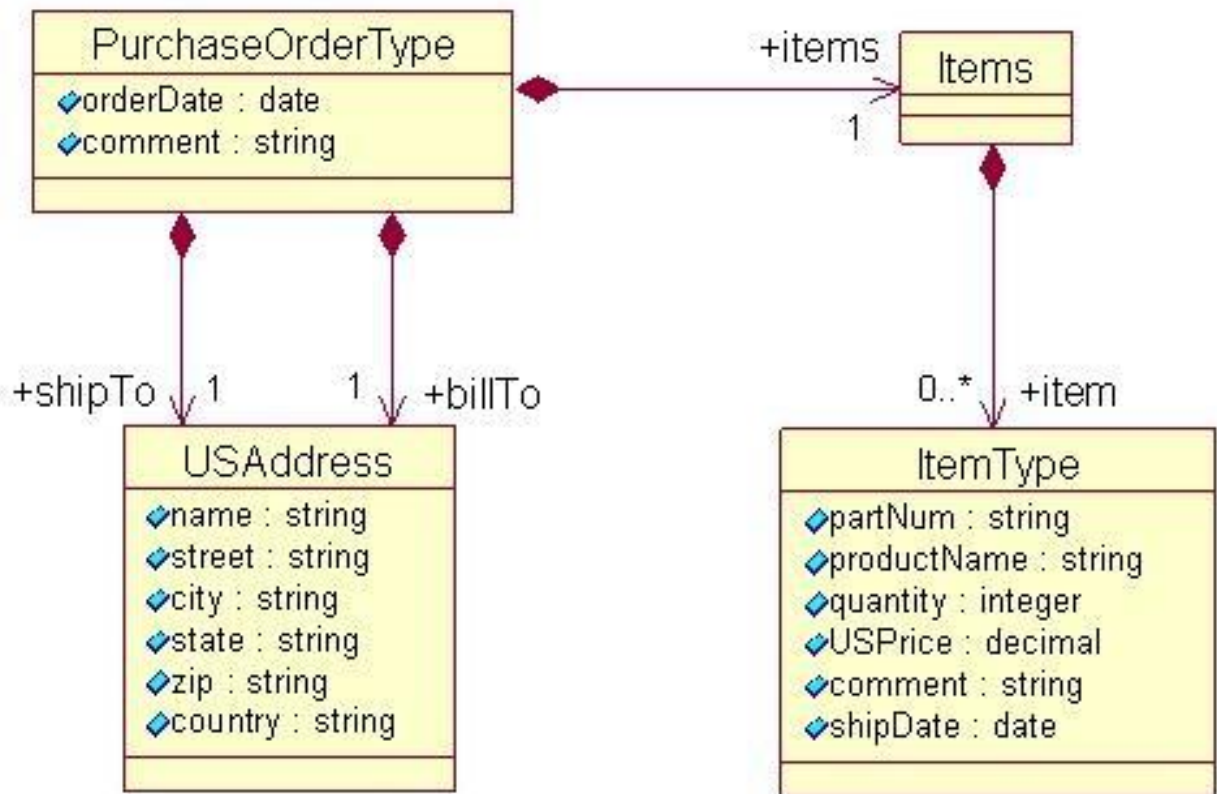 PurchaseOrderType
orderDate : date
comment : string
+items
1
Items
+shipTo
1
1
+billTo
0..*
+item
USAddress
name : string
street : string
city : string
state : string
zip : string
country : string
ItemType
partNum : string
productName : string
quantity : integer
USPrice : decimal
comment : string
shipDate : date